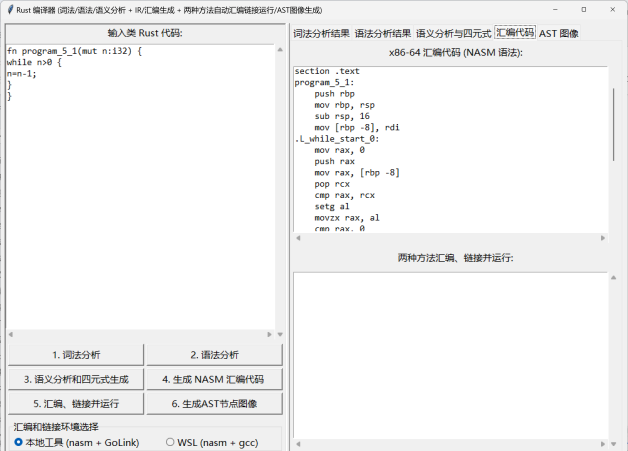 Rust 编译器 (词法/语法/语义分析 + IR/汇编生成 + 两种方法自动汇编链接运行/AST图像生成)
输入类 Rust 代码:
fn program_5_1(mut n:i32) {
while n>0 {
n=n-1;
}
}
1. 词法分析
2. 语法分析
3. 语义分析和四元式生成
4. 生成 NASM 汇编代码
5. 汇编、链接并运行
6. 生成AST节点图像
汇编和链接环境选择
本地工具 (nasm + GoLink)
WSL (nasm + gcc)
词法分析结果 语法分析结果 语义分析与四元式 汇编代码 AST 图像
x86-64 汇编代码 (NASM 语法):
section .text
program_5_1:
push rbp
mov rbp, rsp
sub rsp, 16
mov [rbp -8], rdi
.L_while_start_0:
mov rax, 0
push rax
mov rax, [rbp -8]
pop rcx
cmp rax, rcx
setg al
movzx rax, al
cmp rax, 0
两种方法汇编、链接并运行: